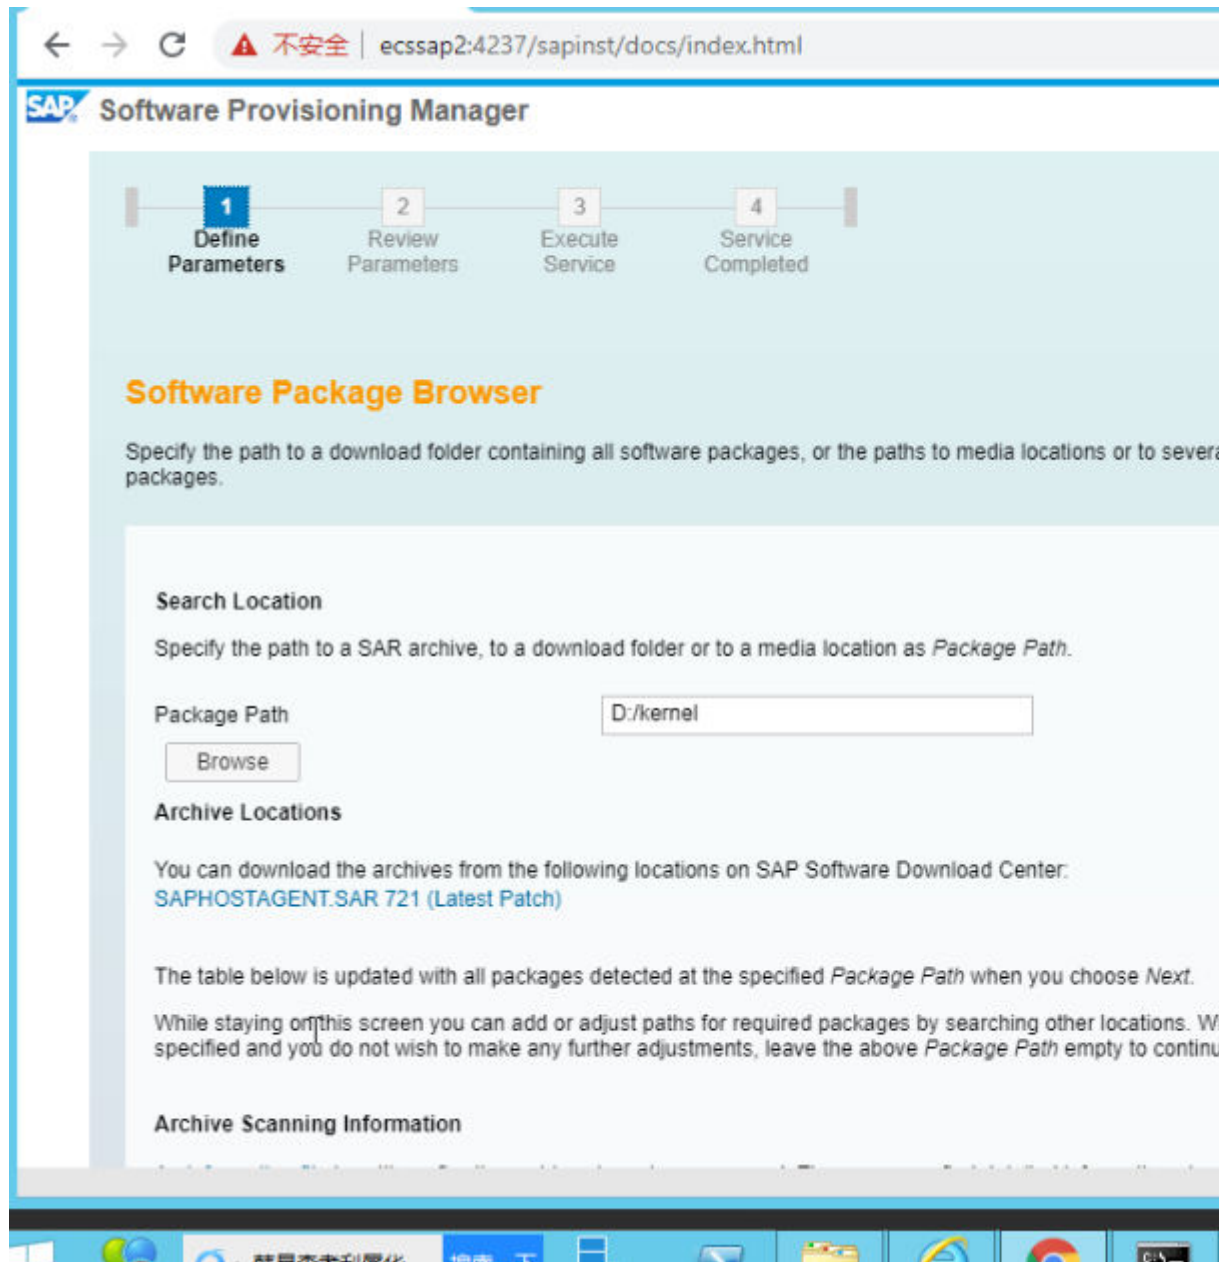 不安全 | ecssap2:4237/sapinst/docs/index.html
SAP Software Provisioning Manager
1
2
3
4
Define Parameters
Review Parameters
Execute Service
Service Completed
Software Package Browser
Specify the path to a download folder containing all software packages, or the paths to media locations or to severa
packages.
Search Location
Specify the path to a SAR archive, to a download folder or to a media location as Package Path.
Package Path
D:/kernel
Browse
Archive Locations
You can download the archives from the following locations on SAP Software Download Center:
SAPHOSTAGENT.SAR 721 (Latest Patch)
The table below is updated with all packages detected at the specified Package Path when you choose Next.
While staying on this screen you can add or adjust paths for required packages by searching other locations. W
specified and you do not wish to make any further adjustments, leave the above Package Path empty to continu
Archive Scanning Information